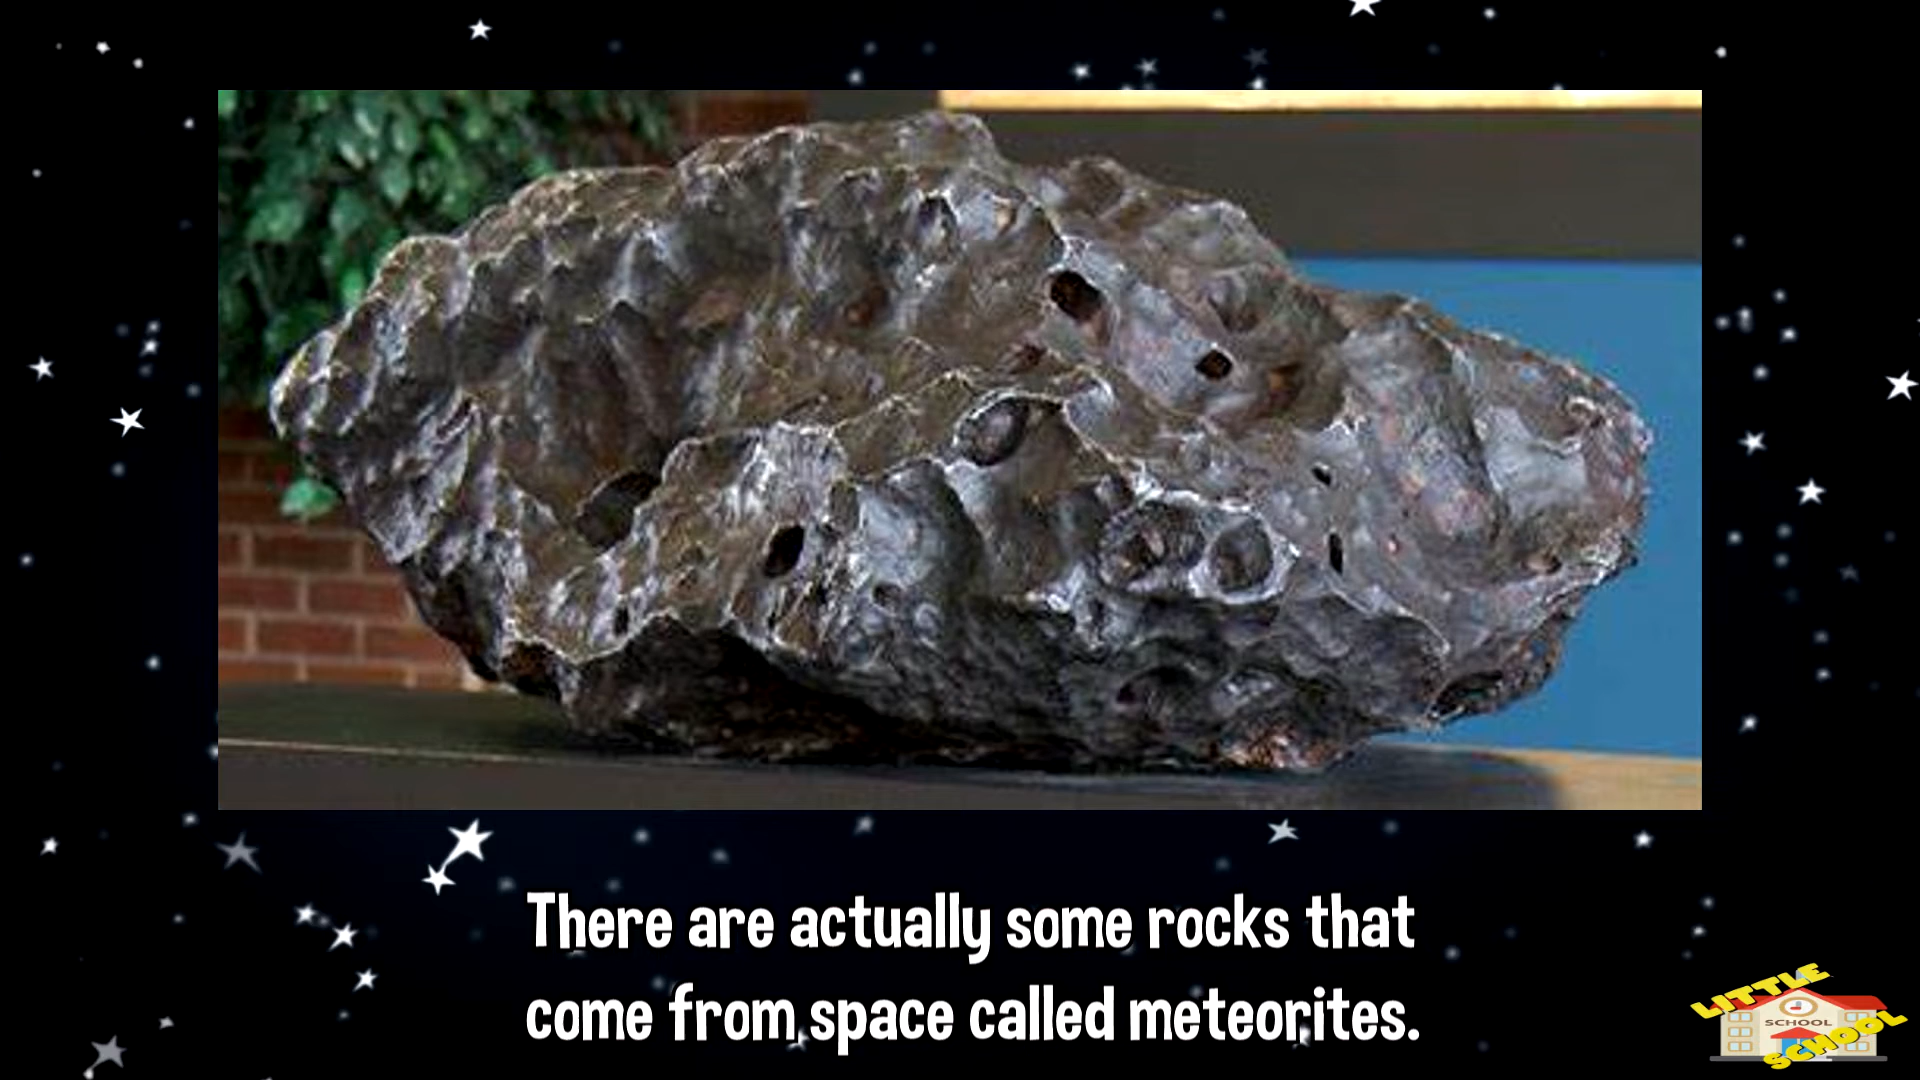 There are actually some rocks that
come from space called meteorites.
LITTLE
SCHOOL
SCHOOL